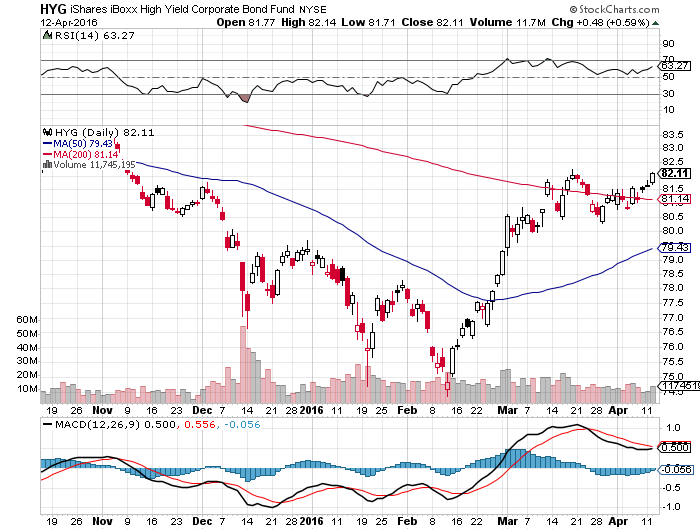 HYG iShares iBoxx High Yield Corporate Bond Fund NYSE © StockCharts.com
12-Apr-2016 Open 81.77 High 82.14 Low 81.71 Close 82.11 Volume 11.7M Chg +0.48 (+0.59%)
RSI(14) 63.27
90
70
63.27
50
30
10
HYG (Daily) 82.11
MA(50) 79.43
MA(200) 81.14
Volume 11,745,195
83.5
83.0
82.5
82.11
81.5
81.14
80.5
80.0
79.43
79.0
78.5
78.0
77.5
77.0
76.5
76.0
75.5
75.0
74.5
60M
50M
40M
30M
20M
10M
1174519
19 26 Nov 9 16 23 Dec 7 14 21 28 2016 11 19 25 Feb 8 16 22 Mar 7 14 21 28 Apr 11
MACD(12,26,9) 0.500, 0.556, -0.056
1.0
0.500
-0.056
-0.5
-1.0
19 26 Nov 9 16 23 Dec 7 14 21 28 2016 11 19 25 Feb 8 16 22 Mar 7 14 21 28 Apr 11